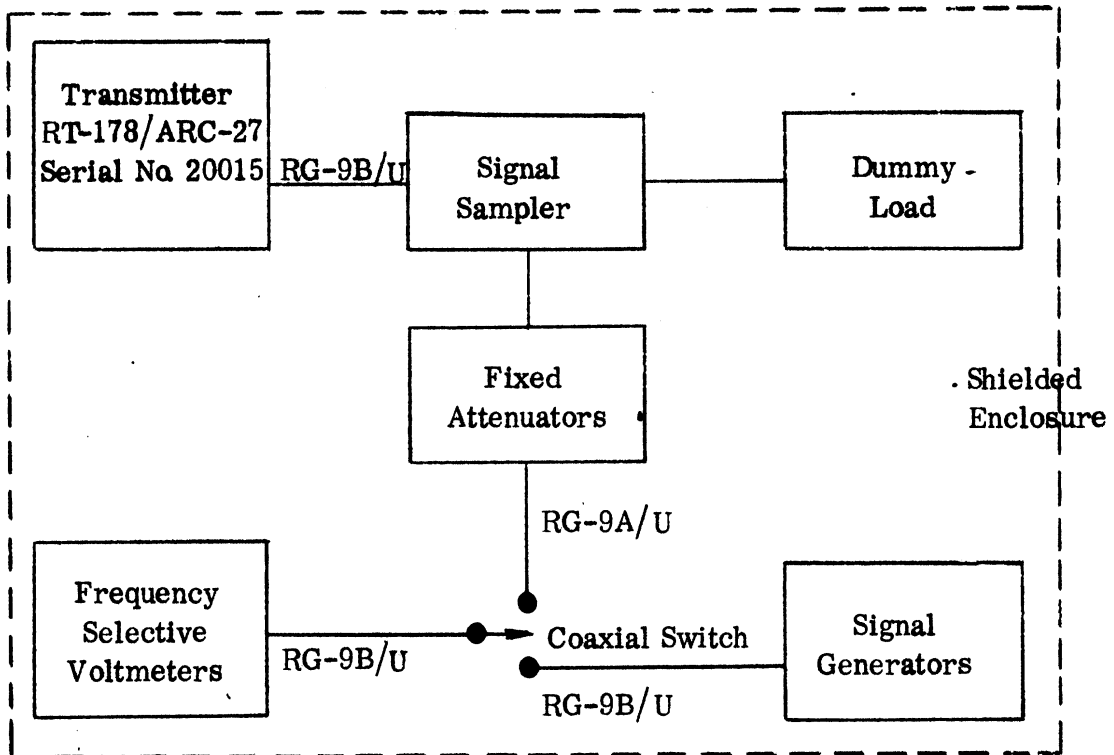 Transmitter
RT-178/ARC-27
Serial No. 20015
RG-9B/U
Signal
Sampler
Dummy
Load
Fixed
Attenuators
Shielded
Enclosure
RG-9A/U
Frequency
Selective
Voltmeters
RG-9B/U
Coaxial Switch
RG-9B/U
Signal
Generators